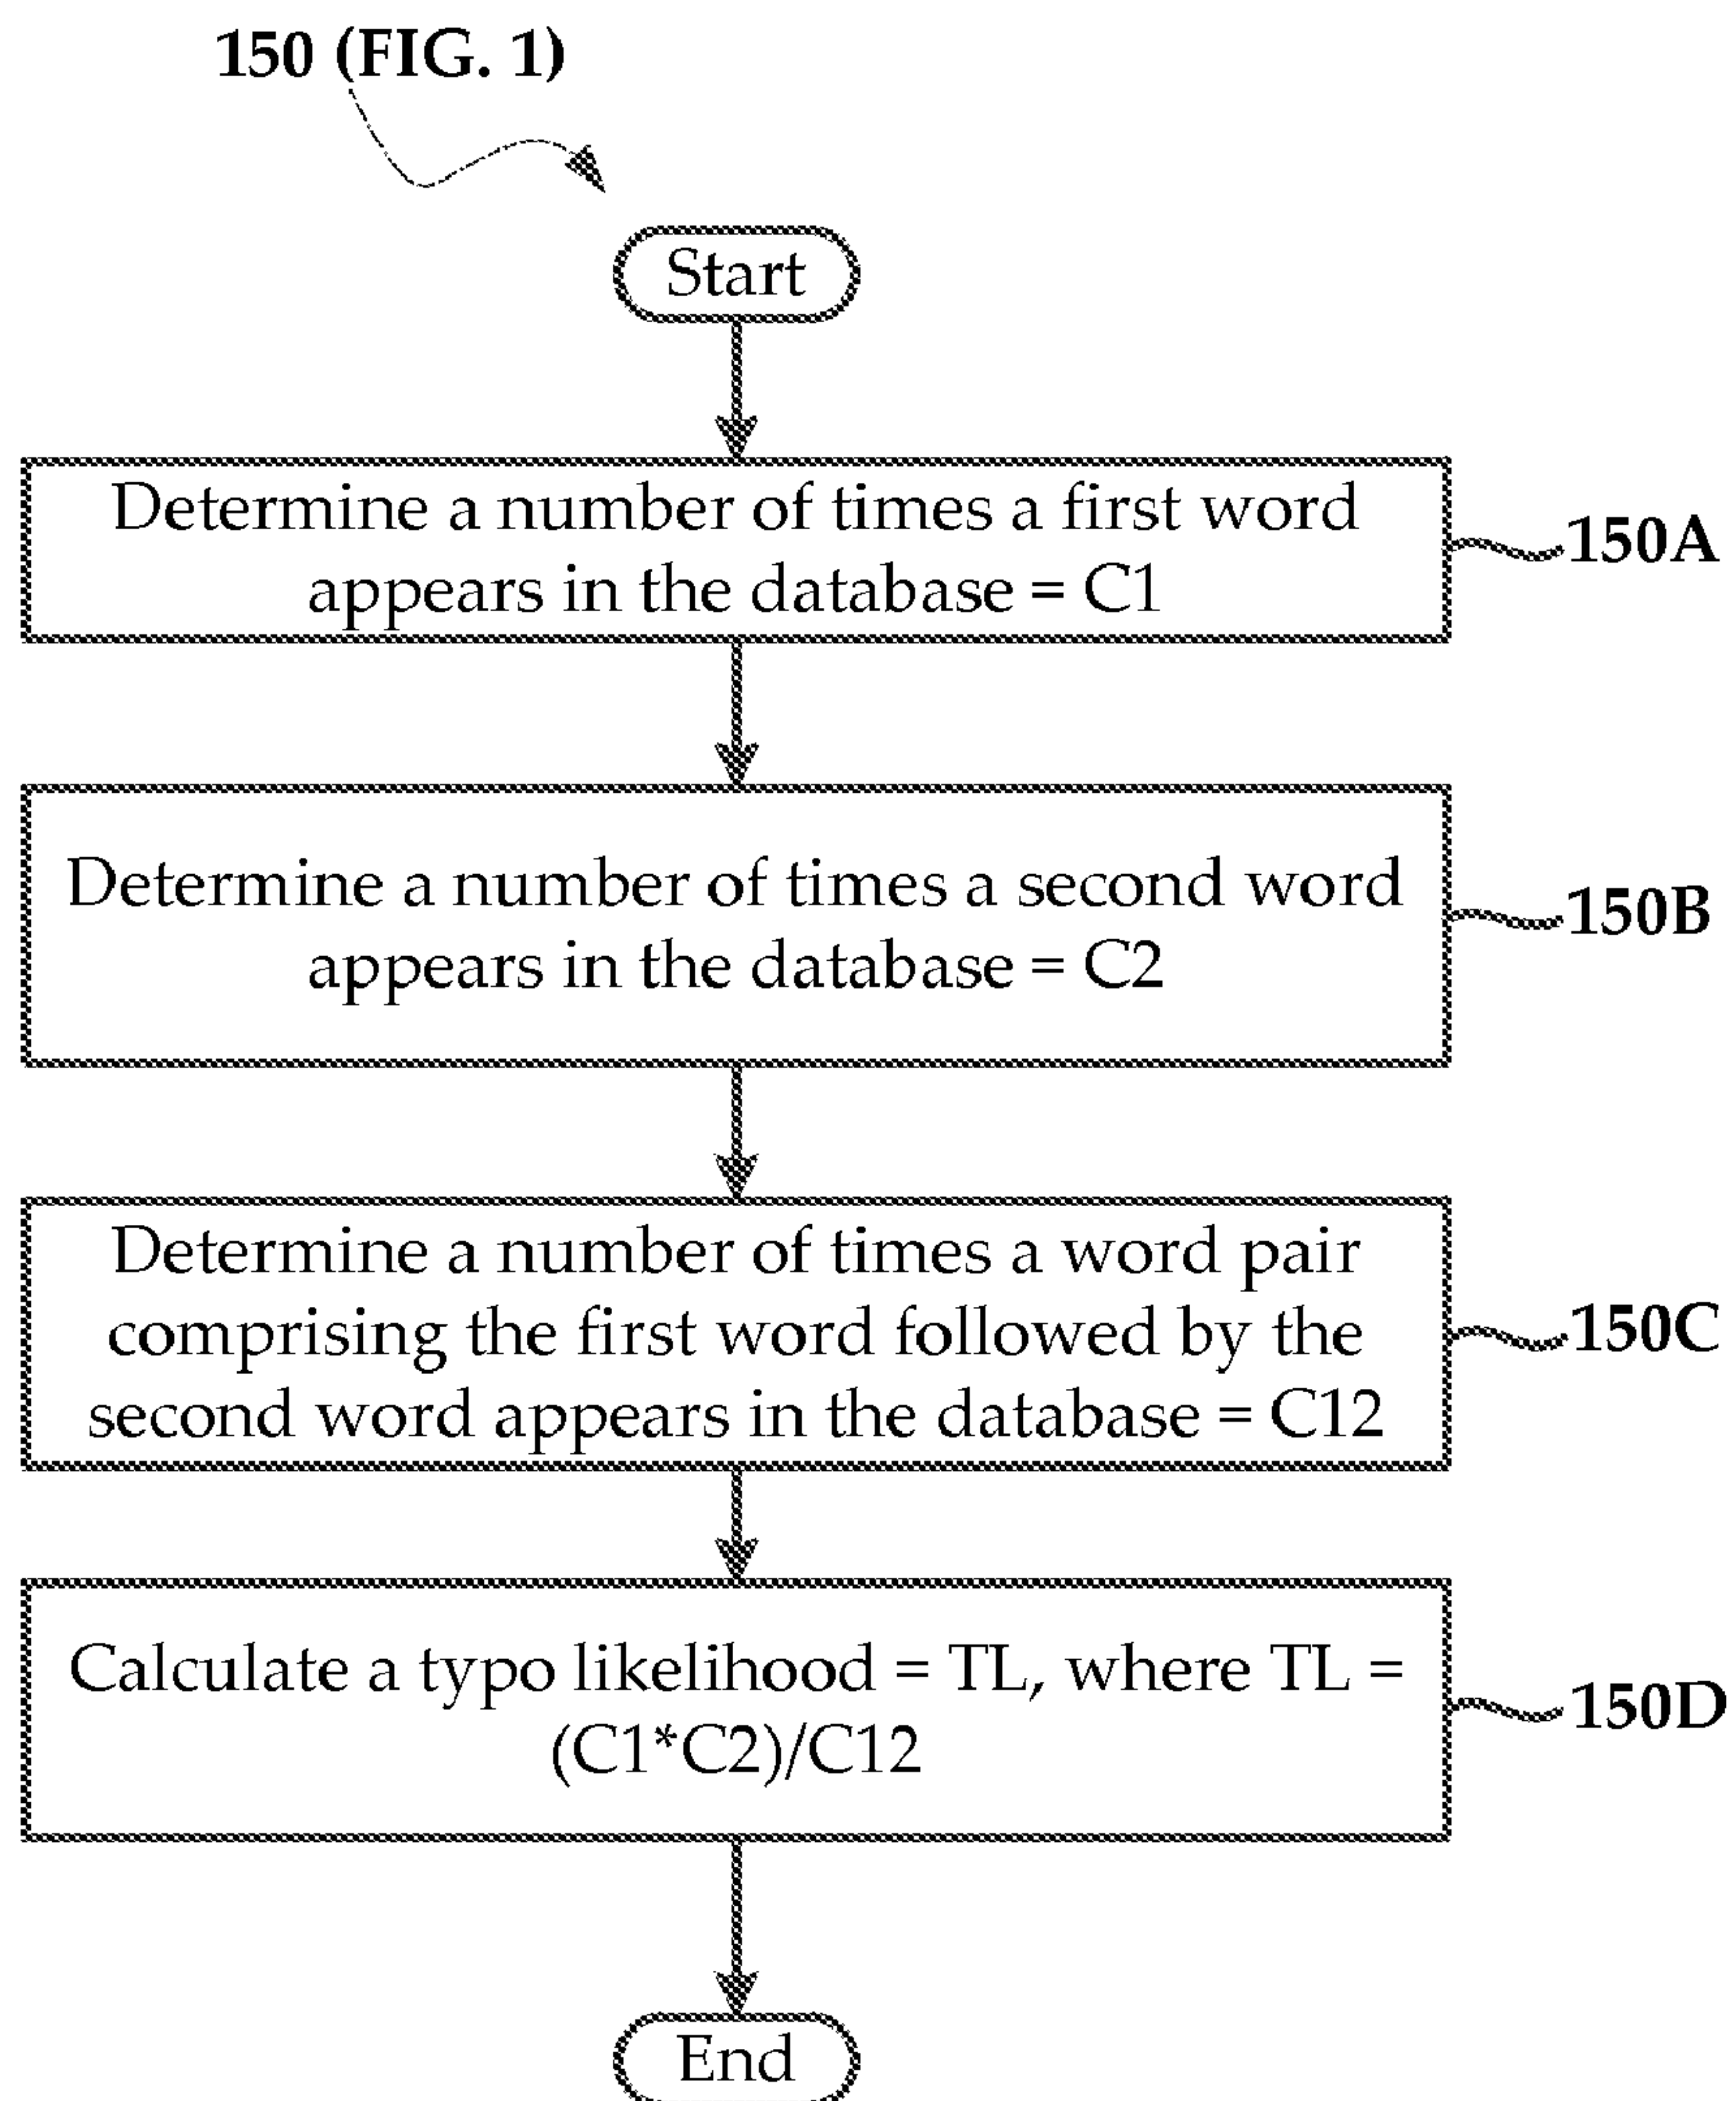 150 (FIG. 1)
Start
Determine a number of times a first word
appears in the database = C1
150A
Determine a number of times a second word
appears in the database = C2
150B
Determine a number of times a word pair
comprising the first word followed by the
second word appears in the database = C12
150C
Calculate a typo likelihood = TL, where TL =
(C1*C2)/C12
150D
End